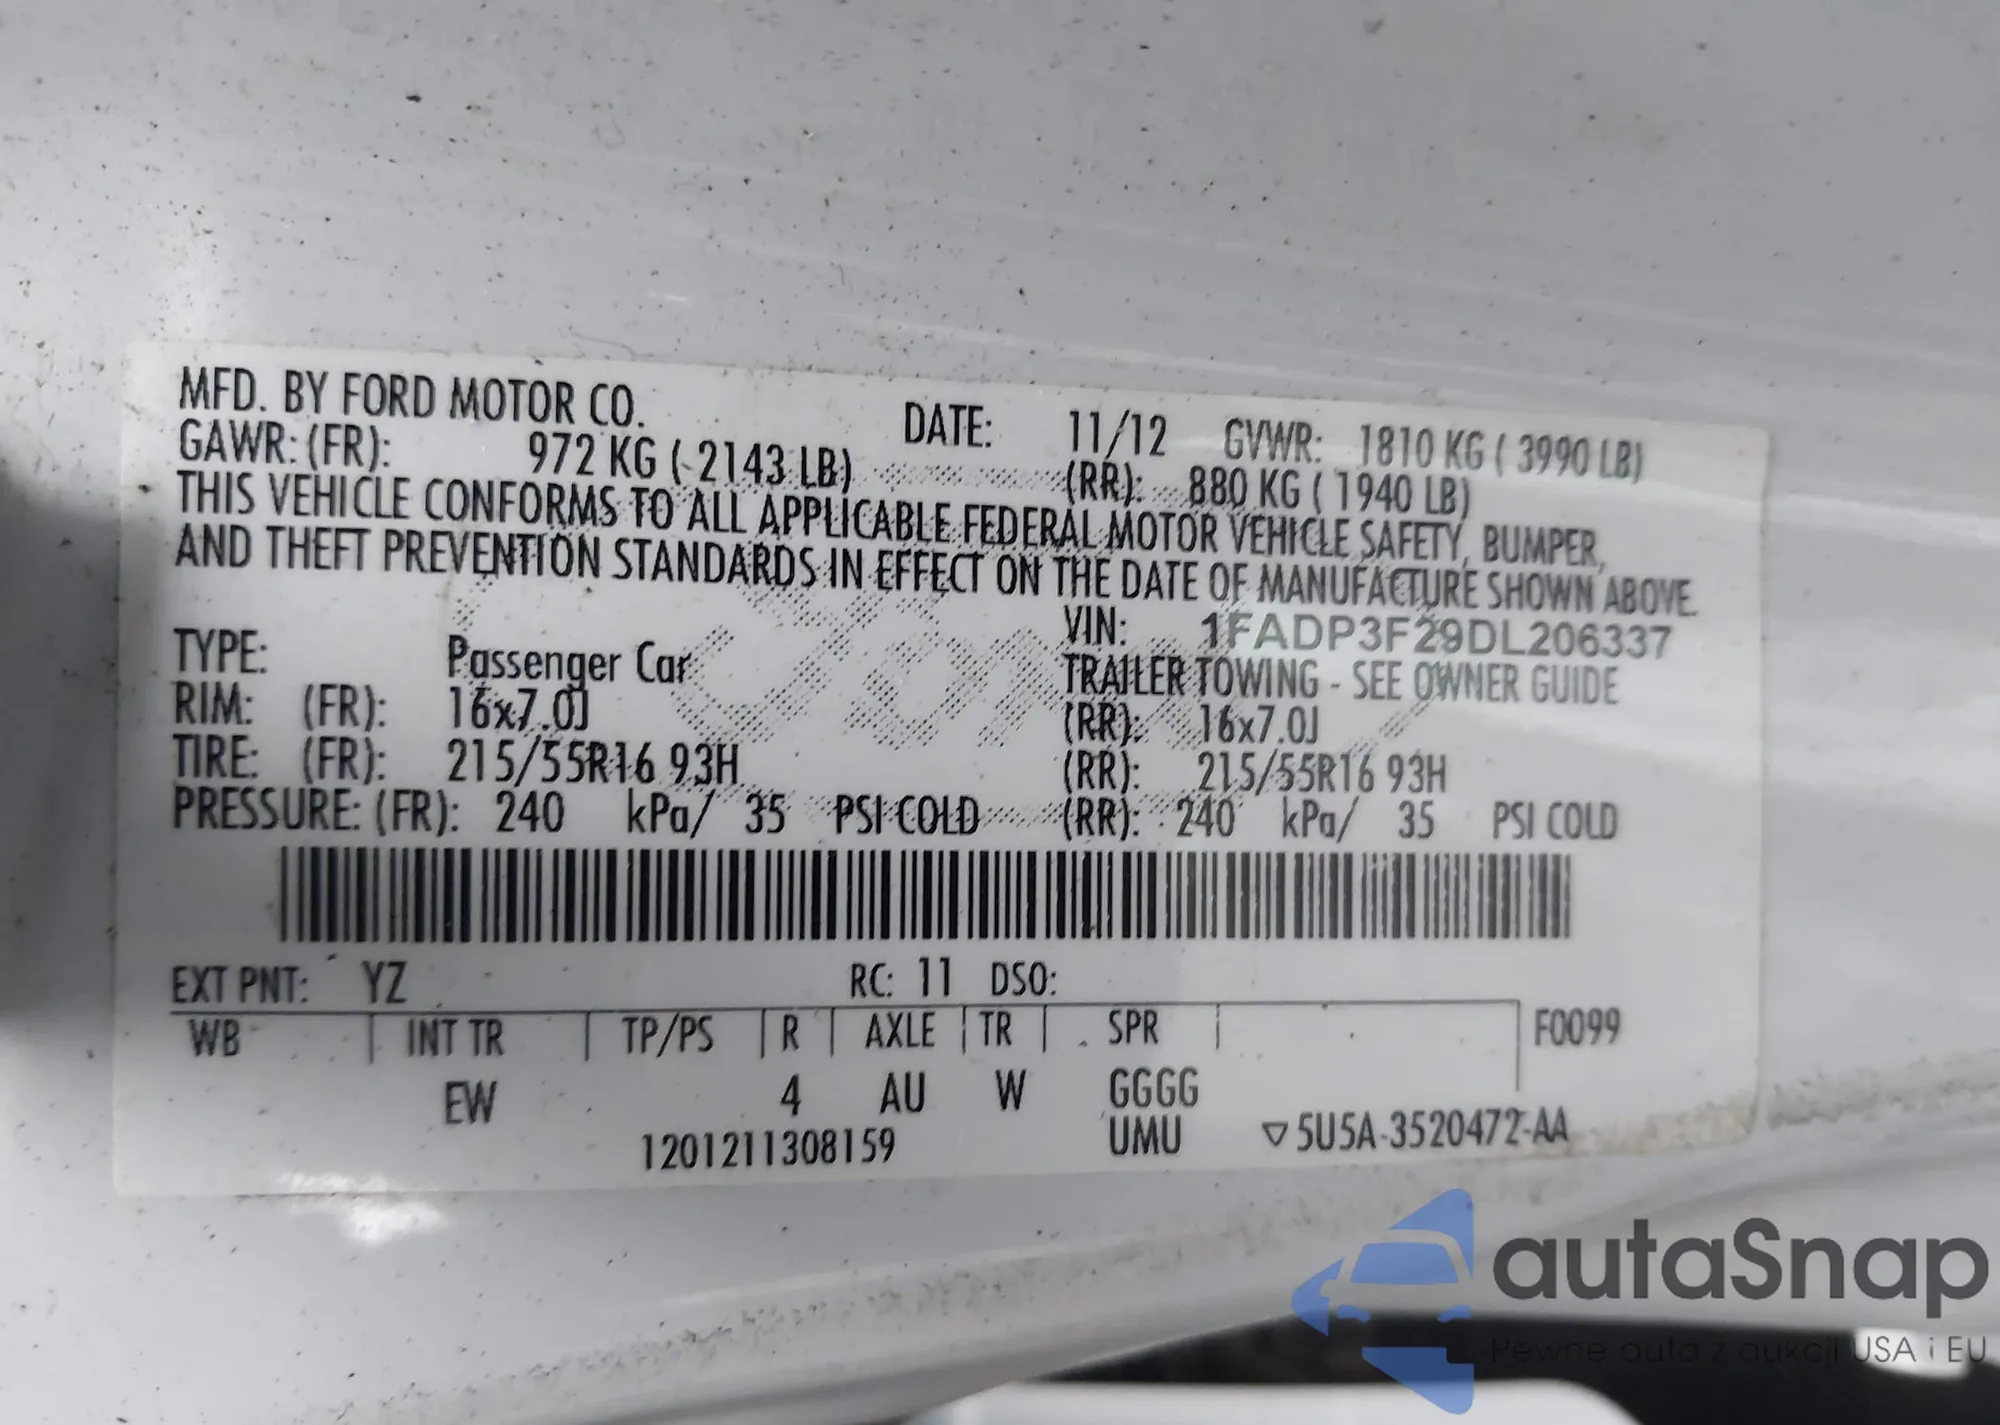 MFD. BY FORD MOTOR CO. DATE: 11/12 GVWR: 1810 KG ( 3990 LB)
GAWR: (FR): 972 KG ( 2143 LB) (RR): 880 KG ( 1940 LB)
THIS VEHICLE CONFORMS TO ALL APPLICABLE FEDERAL MOTOR VEHICLE SAFETY, BUMPER,
AND THEFT PREVENTION STANDARDS IN EFFECT ON THE DATE OF MANUFACTURE SHOWN ABOVE.
VIN: 1FADP3F29DL206337
TYPE: Passenger Car TRAILER TOWING - SEE OWNER GUIDE
RIM: (FR): 16x7.0J (RR): 16x7.0J
TIRE: (FR): 215/55R16 93H (RR): 215/55R16 93H
PRESSURE: (FR): 240 kPa/ 35 PSI COLD (RR): 240 kPa/ 35 PSI COLD
EXT PNT: YZ RC: 11 DSO:
WB INT TR TP/PS R AXLE TR SPR F0099
EW 4 AU W GGGG
1201211308159 UMU ▽5U5A-3520472-AA
autaSnap
Pewne auta z aukcji USA i EU